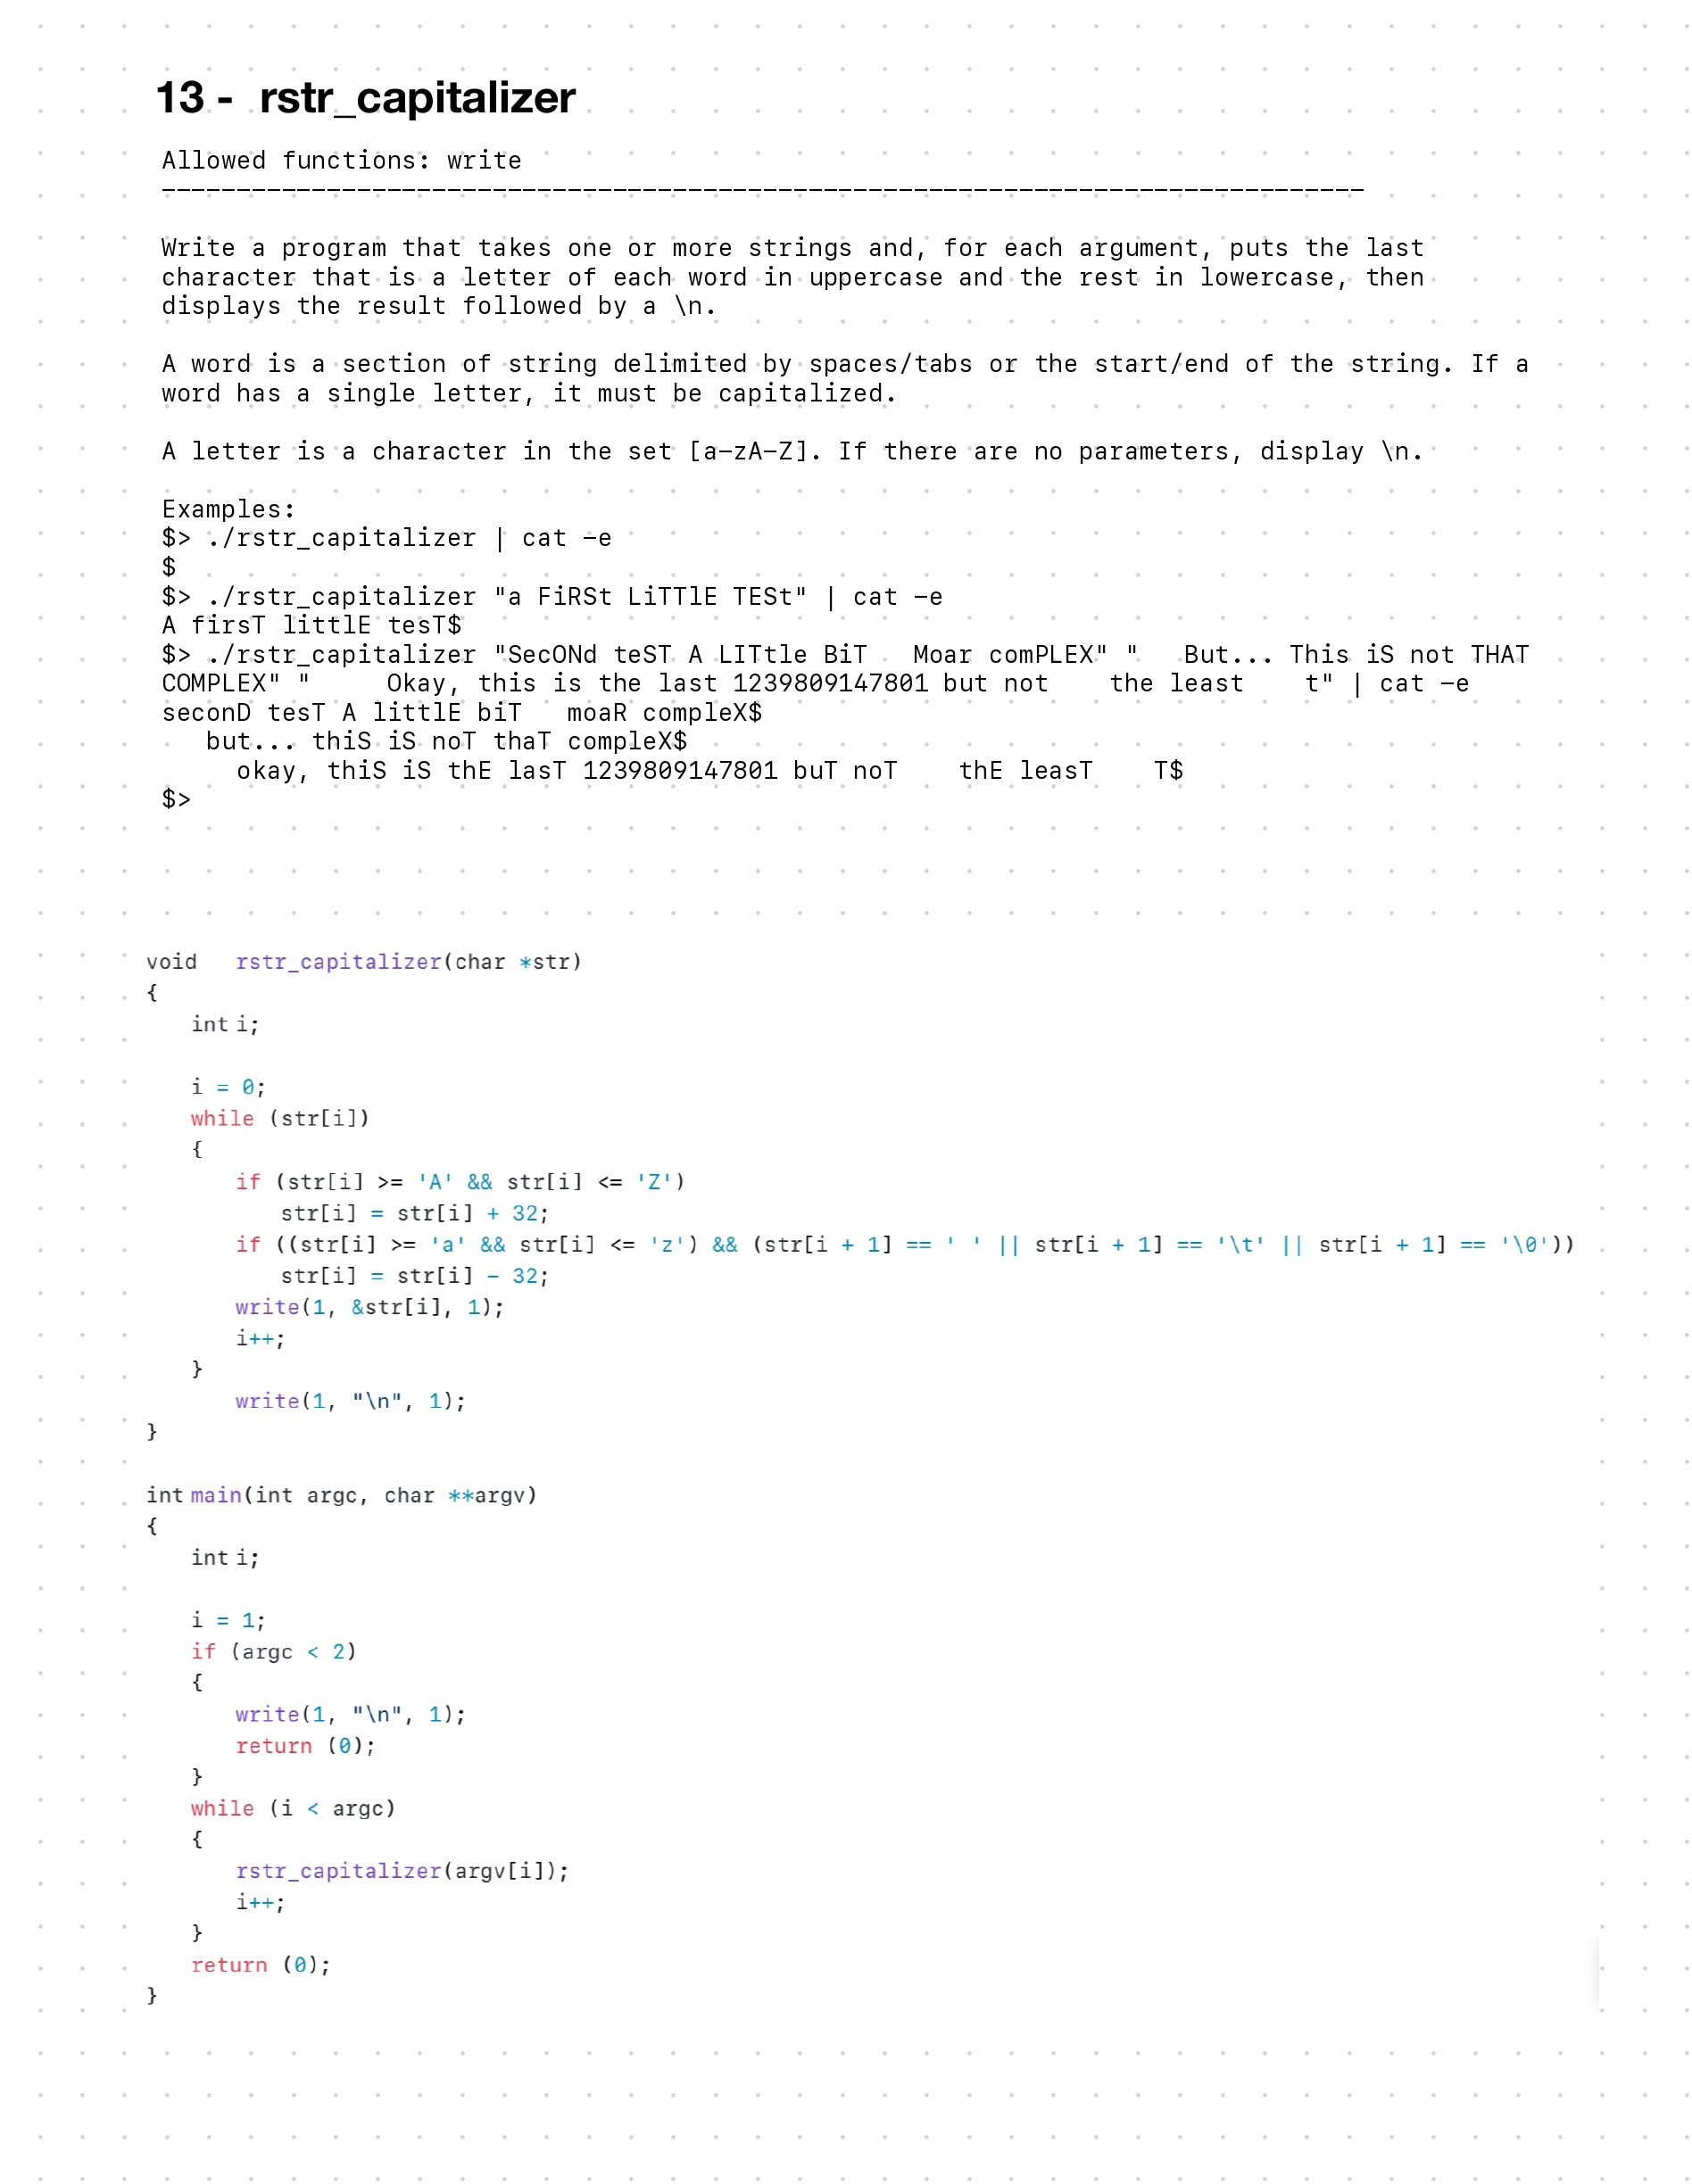 13 - rstr_capitalizer
Allowed functions: write
--------------------------------------------------------------------------------
Write a program that takes one or more strings and, for each argument, puts the last
character that is a letter of each word in uppercase and the rest in lowercase, then
displays the result followed by a \n.
A word is a section of string delimited by spaces/tabs or the start/end of the string. If a
word has a single letter, it must be capitalized.
A letter is a character in the set [a-zA-Z]. If there are no parameters, display \n.
Examples:
$> ./rstr_capitalizer | cat -e
$
$> ./rstr_capitalizer "a FiRSt LiTTlE TESt" | cat -e
A firsT littlE tesT$
$> ./rstr_capitalizer "SecONd teST A LITtle BiT   Moar comPLEX" "   But... This iS not THAT
COMPLEX" "     Okay, this is the last 1239809147801 but not    the least    t" | cat -e
seconD tesT A littlE biT   moaR compleX$
   but... thiS iS noT thaT compleX$
     okay, thiS iS thE lasT 1239809147801 buT noT    thE leasT    T$
$>
void   rstr_capitalizer(char *str)
{
    int i;
    i = 0;
    while (str[i])
    {
        if (str[i] >= 'A' && str[i] <= 'Z')
            str[i] = str[i] + 32;
        if ((str[i] >= 'a' && str[i] <= 'z') && (str[i + 1] == ' ' || str[i + 1] == '\t' || str[i + 1] == '\0'))
            str[i] = str[i] - 32;
        write(1, &str[i], 1);
        i++;
    }
        write(1, "\n", 1);
}
int main(int argc, char **argv)
{
    int i;
    i = 1;
    if (argc < 2)
    {
        write(1, "\n", 1);
        return (0);
    }
    while (i < argc)
    {
        rstr_capitalizer(argv[i]);
        i++;
    }
    return (0);
}